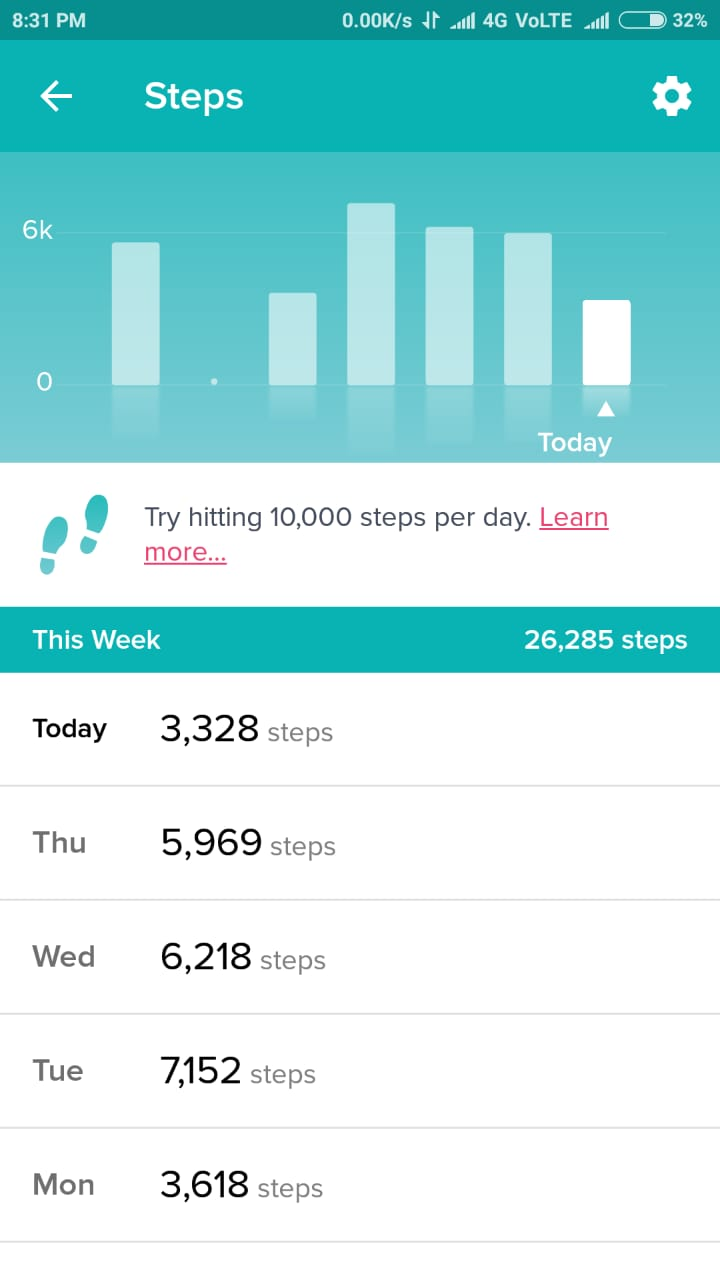 8:31 PM 0.00K/s 4G VoLTE 32%
Steps
6k
0
Today
Try hitting 10,000 steps per day. Learn
more...
This Week 26,285 steps
Today 3,328 steps
Thu 5,969 steps
Wed 6,218 steps
Tue 7,152 steps
Mon 3,618 steps